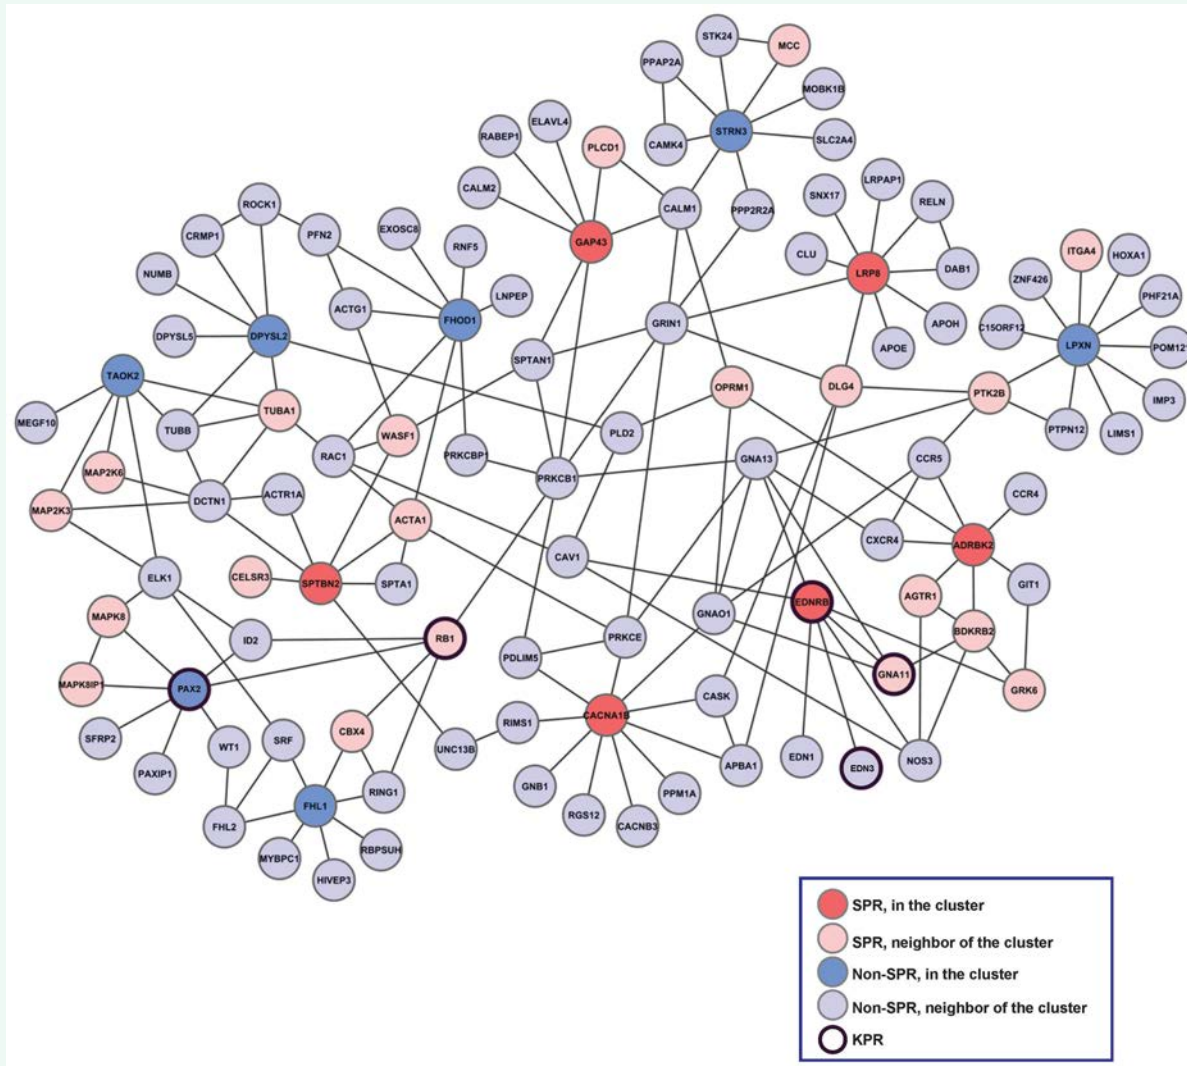 STK24
MCC
PPAP2A
MOBK1B
STRN3
SLC2A4
CAMK4
ELAVL4
RABEP1
PLCD1
CALM2
CALM1
PPP2R2A
GAP43
LRPAP1
SNX17
RELN
CLU
LRP8
DAB1
APOH
APOE
ITGA4
HOXA1
ZNF426
PHF21A
C15ORF12
LPXN
POM121
IMP3
LIMS1
PTPN12
ROCK1
CRMP1
PFN2
EXOSC8
RNF5
NUMB
LNPEP
ACTG1
FHOD1
DPYSL5
DPYSL2
GRIN1
SPTAN1
TAOK2
OPRM1
DLG4
PTK2B
MEGF10
TUBB
TUBA1
WASF1
PLD2
RAC1
PRKCBP1
GNA13
CCR5
MAP2K6
PRKCB1
CCR4
MAP2K3
DCTN1
ACTR1A
ACTA1
CXCR4
ADRBK2
CAV1
ELK1
CELSR3
SPTBN2
SPTA1
GIT1
AGTR1
EDNRB
GNAO1
MAPK8
ID2
RB1
PRKCE
BDKRB2
PDLIM5
GNA11
MAPK8IP1
PAX2
GRK6
CASK
CACNA1B
RIMS1
SFRP2
WT1
SRF
CBX4
UNC13B
PAXIP1
EDN1
EDN3
NOS3
APBA1
GNB1
PPM1A
RING1
FHL1
RGS12
CACNB3
FHL2
MYBPC1
RBPSUH
HIVEP3
SPR, in the cluster
SPR, neighbor of the cluster
Non-SPR, in the cluster
Non-SPR, neighbor of the cluster
KPR